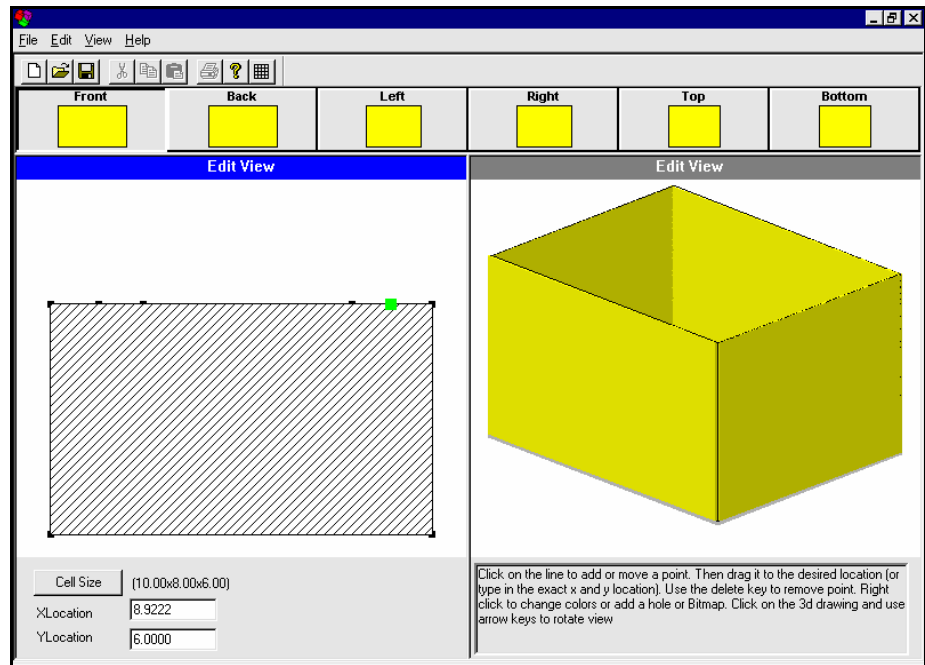 File Edit View Help
Front Back Left Right Top Bottom
Edit View
Edit View
Cell Size (10.00x8.00x6.00)
XLocation 8.9222
YLocation 6.0000
Click on the line to add or move a point. Then drag it to the desired location (or
type in the exact x and y location). Use the delete key to remove point. Right
click to change colors or add a hole or Bitmap. Click on the 3d drawing and use
arrow keys to rotate view